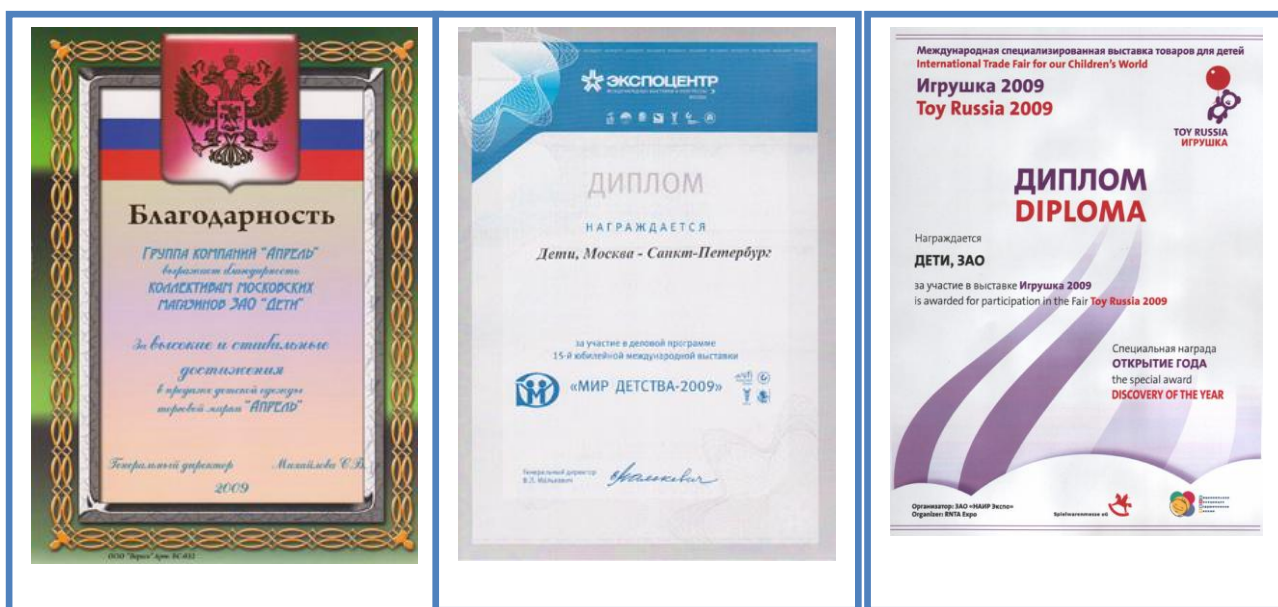 Благодарность
ГРУППА КОМПАНИЙ "АПРЕЛЬ"
выражает благодарность
КОЛЛЕКТИВАМ МОСКОВСКИХ
МАГАЗИНОВ ЗАО "ДЕТИ"
За высокие и стабильные
достижения
в продаже детской одежды
торговой марки "АПРЕЛЬ"
Генеральный директор Михайлова С.В.
2009
ЭКСПОЦЕНТР
МОСКВА
ДИПЛОМ
НАГРАЖДАЕТСЯ
Дети, Москва - Санкт-Петербург
за участие в деловой программе
15-й юбилейной международной выставки
«МИР ДЕТСТВА-2009»
Генеральный директор
В.Л. Малькевич
Международная специализированная выставка товаров для детей
International Trade Fair for our Children's World
Игрушка 2009
Toy Russia 2009
TOY RUSSIA
ИГРУШКА
ДИПЛОМ
DIPLOMA
Награждается
ДЕТИ, ЗАО
за участие в выставке Игрушка 2009
is awarded for participation in the Fair Toy Russia 2009
Специальная награда
ОТКРЫТИЕ ГОДА
the special award
DISCOVERY OF THE YEAR
Организатор: ЗАО «НАИР Экспо»
Organizer: RNTA Expo
Spielwarenmesse eG